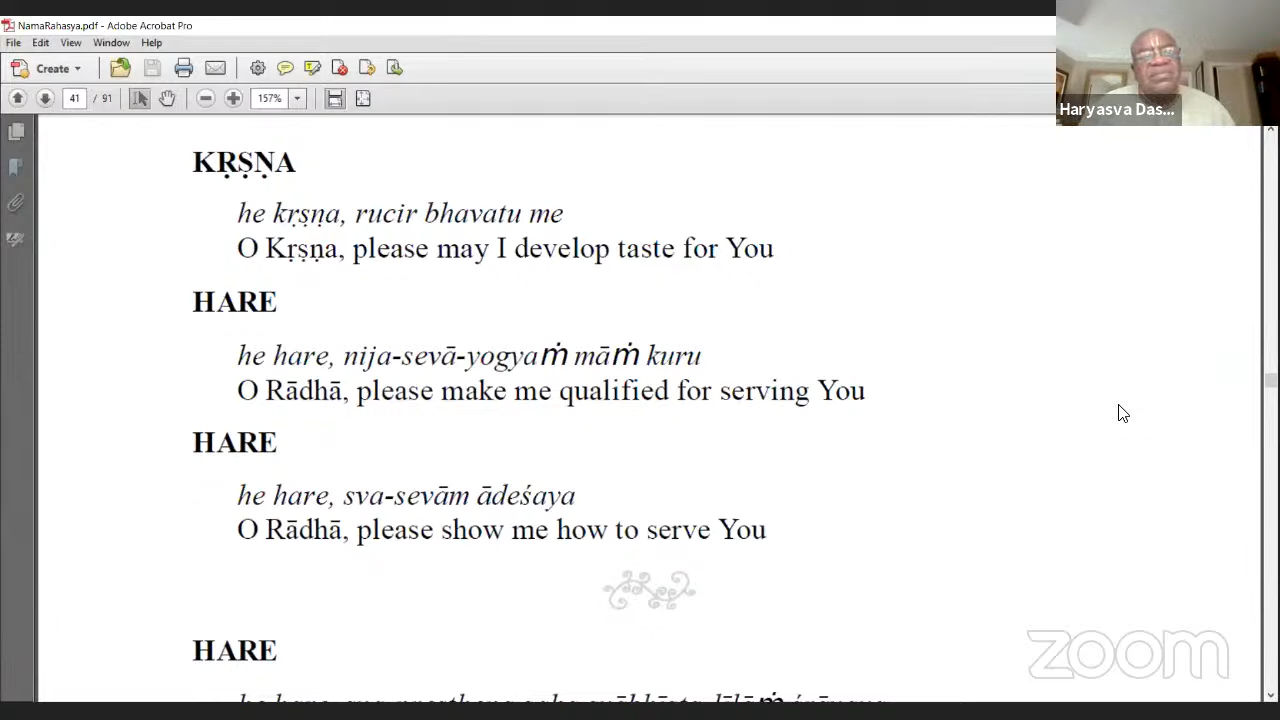 NamaRahasya.pdf - Adobe Acrobat Pro
File Edit View Window Help
Create
41 / 91
157%
Haryasva Das...
KṚṢṆA
he kṛṣṇa, rucir bhavatu me
O Kṛṣṇa, please may I develop taste for You
HARE
he hare, nija-sevā-yogyaṁ māṁ kuru
O Rādhā, please make me qualified for serving You
HARE
he hare, sva-sevām ādeśaya
O Rādhā, please show me how to serve You
HARE
zoom